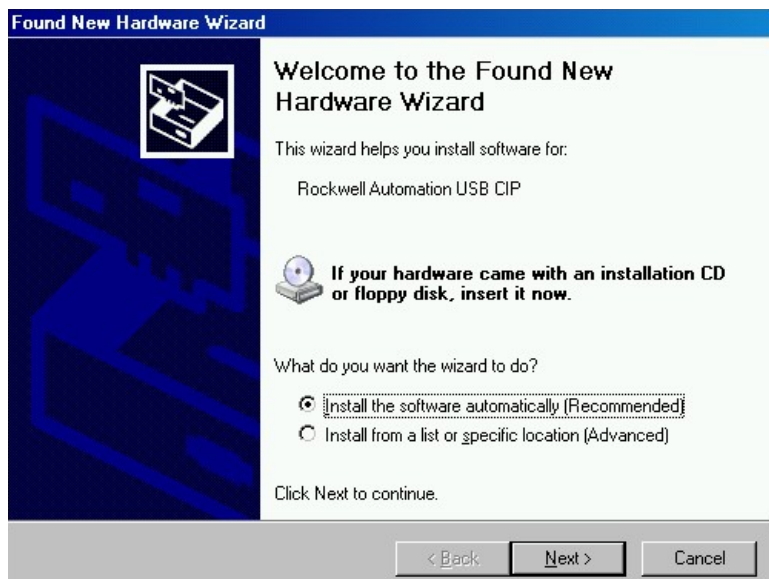 Found New Hardware Wizard
Welcome to the Found New
Hardware Wizard
This wizard helps you install software for:
Rockwell Automation USB CIP
If your hardware came with an installation CD
or floppy disk, insert it now.
What do you want the wizard to do?
Install the software automatically (Recommended)
Install from a list or specific location (Advanced)
Click Next to continue.
< Back
Next >
Cancel